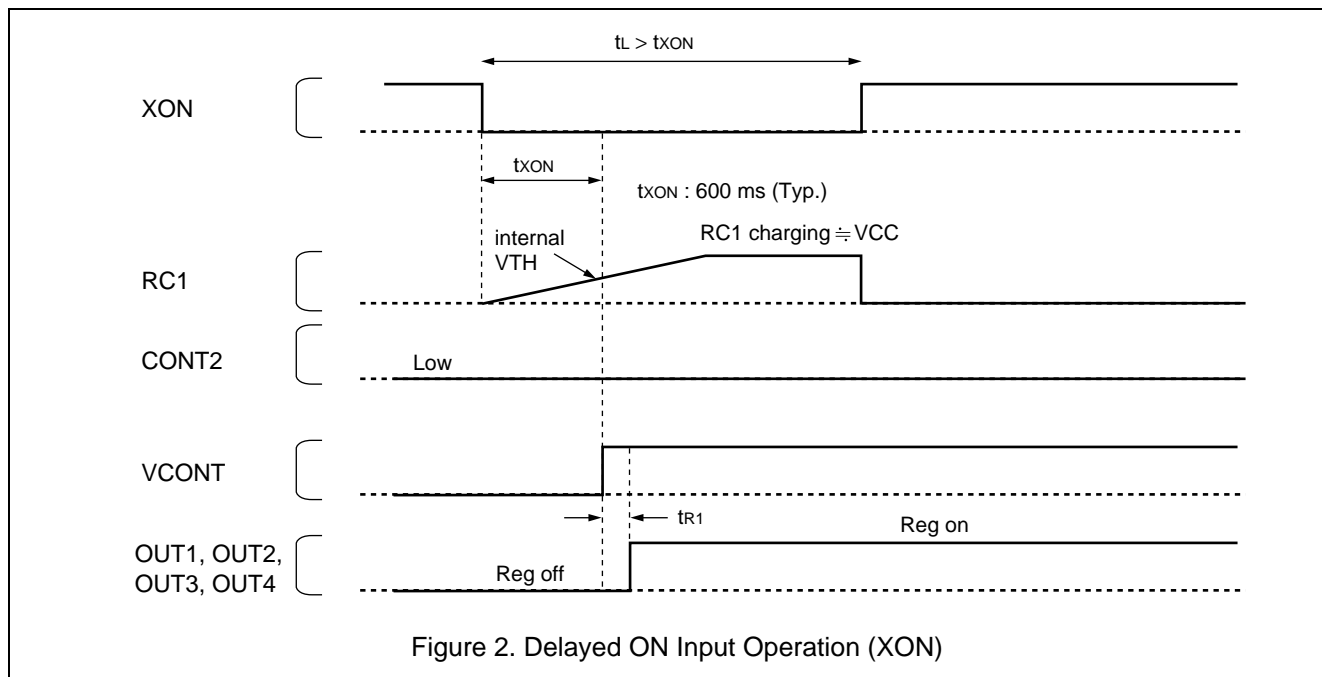 tL > tXON
XON
tXON
tXON : 600 ms (Typ.)
internal
VTH
RC1 charging ≒ VCC
RC1
CONT2
Low
VCONT
tR1
Reg on
OUT1, OUT2,
OUT3, OUT4
Reg off
Figure 2. Delayed ON Input Operation (XON)